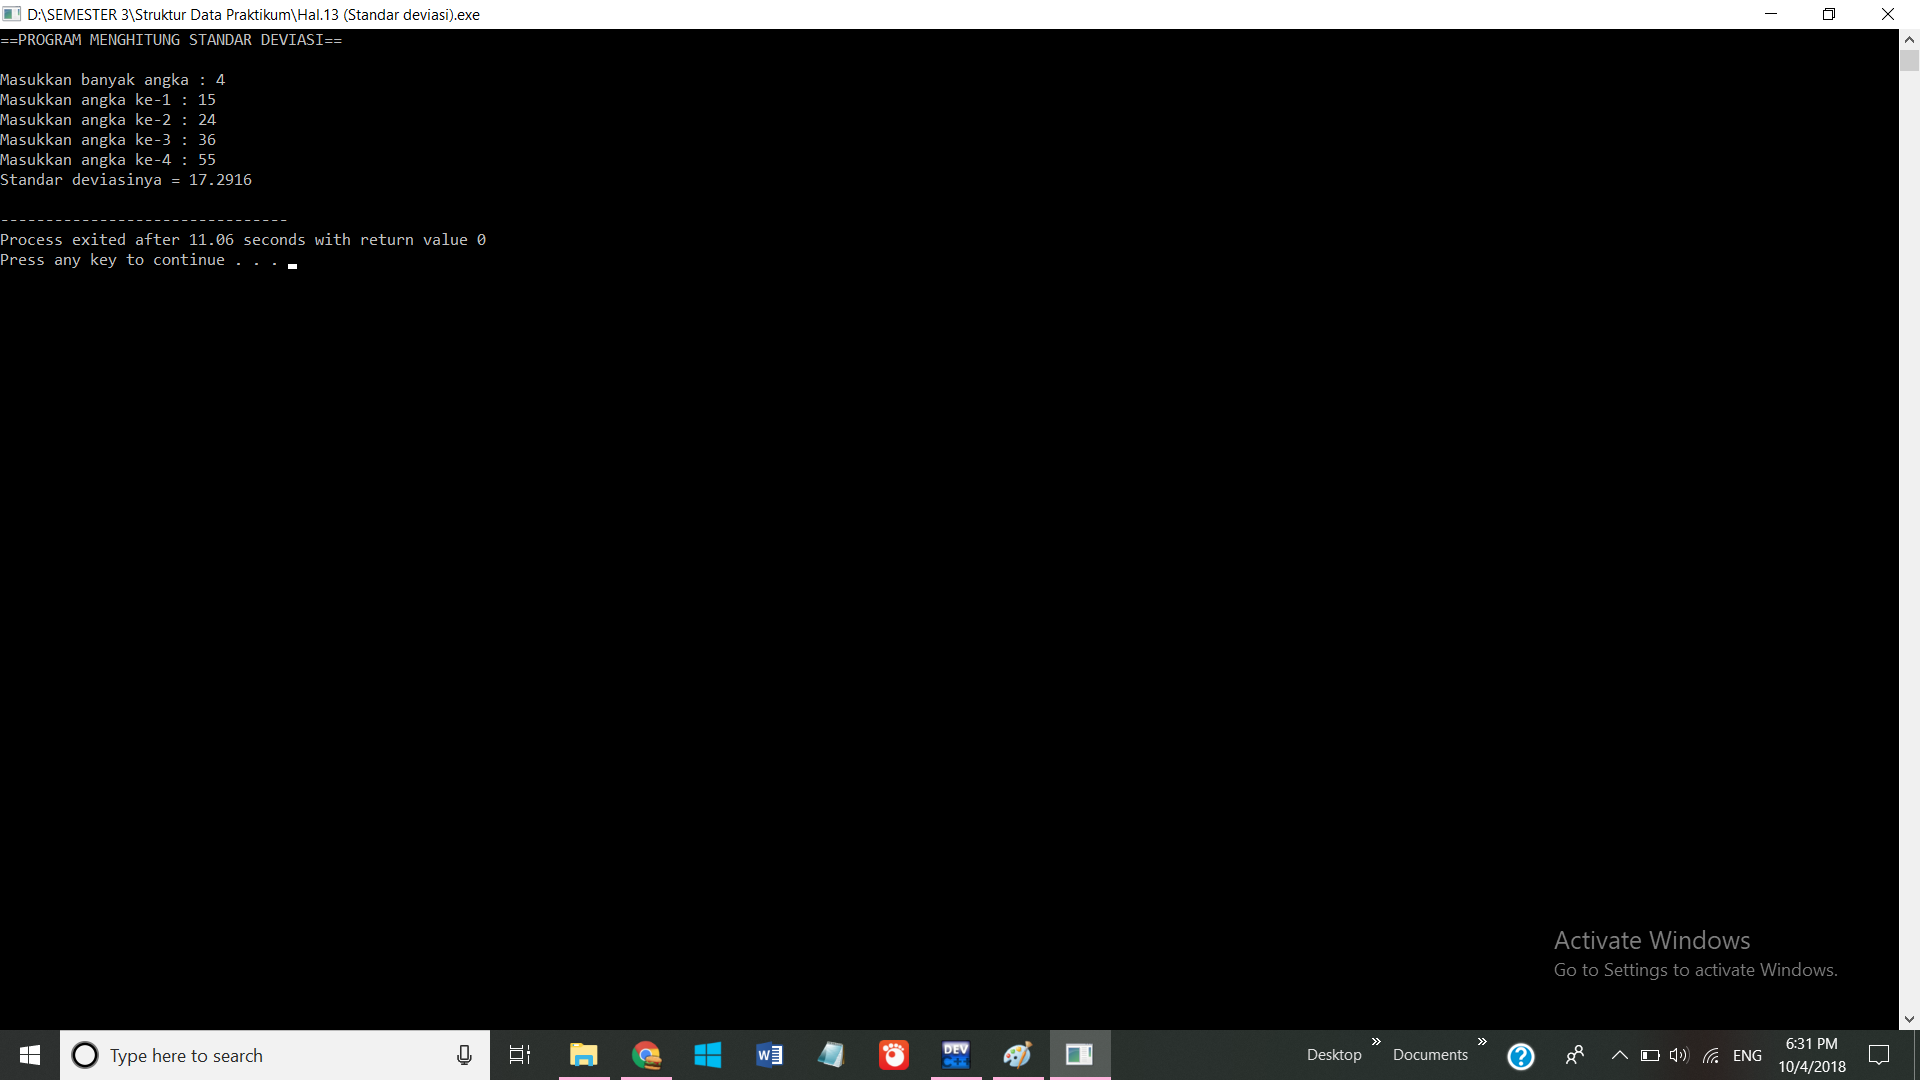 D:\SEMESTER 3\Struktur Data Praktikum\Hal.13 (Standar deviasi).exe
==PROGRAM MENGHITUNG STANDAR DEVIASI==
Masukkan banyak angka : 4
Masukkan angka ke-1 : 15
Masukkan angka ke-2 : 24
Masukkan angka ke-3 : 36
Masukkan angka ke-4 : 55
Standar deviasinya = 17.2916
--------------------------------
Process exited after 11.06 seconds with return value 0
Press any key to continue . . .
Activate Windows
Go to Settings to activate Windows.
Type here to search
DEV C++
Desktop
Documents
ENG
6:31 PM
10/4/2018